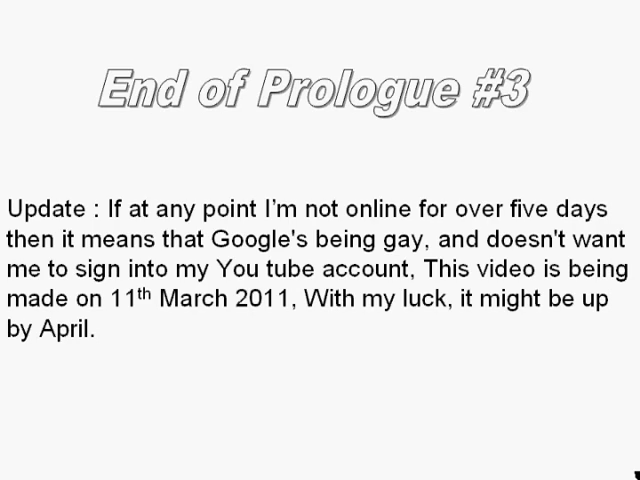 End of Prologue #3
Update : If at any point I’m not online for over five days
then it means that Google's being gay, and doesn't want
me to sign into my You tube account, This video is being
made on 11th March 2011, With my luck, it might be up
by April.